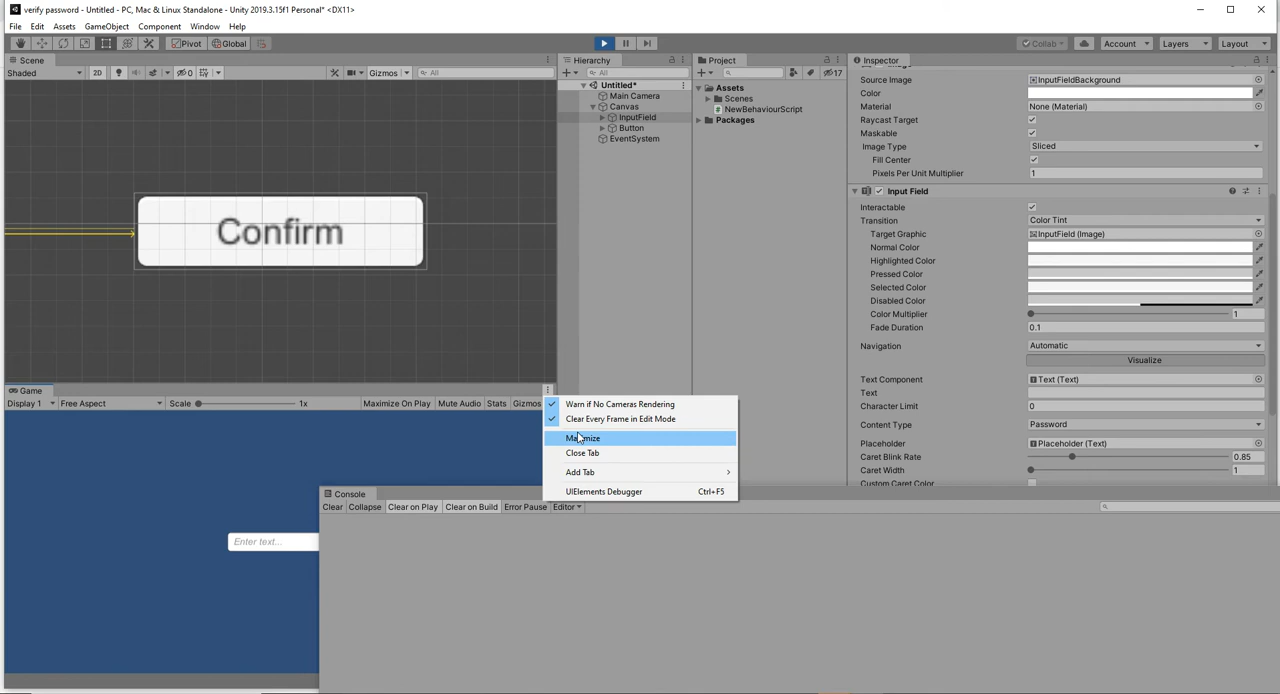 verify password - Untitled - PC, Mac & Linux Standalone - Unity 2019.3.15f1 Personal* <DX11>
File Edit Assets GameObject Component Window Help
Pivot Global Collab Account Layers Layout
Scene
Shaded 2D 0 Gizmos All
Confirm
Hierarchy
All
Untitled*
Main Camera
Canvas
InputField
Button
EventSystem
Project
17
Assets
Scenes
NewBehaviourScript
Packages
Inspector
Source Image InputFieldBackground
Color
Material None (Material)
Raycast Target
Maskable
Image Type Sliced
Fill Center
Pixels Per Unit Multiplier 1
Input Field
Interactable
Transition Color Tint
Target Graphic InputField (Image)
Normal Color
Highlighted Color
Pressed Color
Selected Color
Disabled Color
Color Multiplier 1
Fade Duration 0.1
Navigation Automatic
Visualize
Text Component Text (Text)
Text
Character Limit 0
Content Type Password
Placeholder Placeholder (Text)
Caret Blink Rate 0.85
Caret Width 1
Custom Caret Color
Game
Display 1 Free Aspect Scale 1x Maximize On Play Mute Audio Stats Gizmos
Enter text...
Warn if No Cameras Rendering
Clear Every Frame in Edit Mode
Maximize
Close Tab
Add Tab
UIElements Debugger Ctrl+F5
Console
Clear Collapse Clear on Play Clear on Build Error Pause Editor